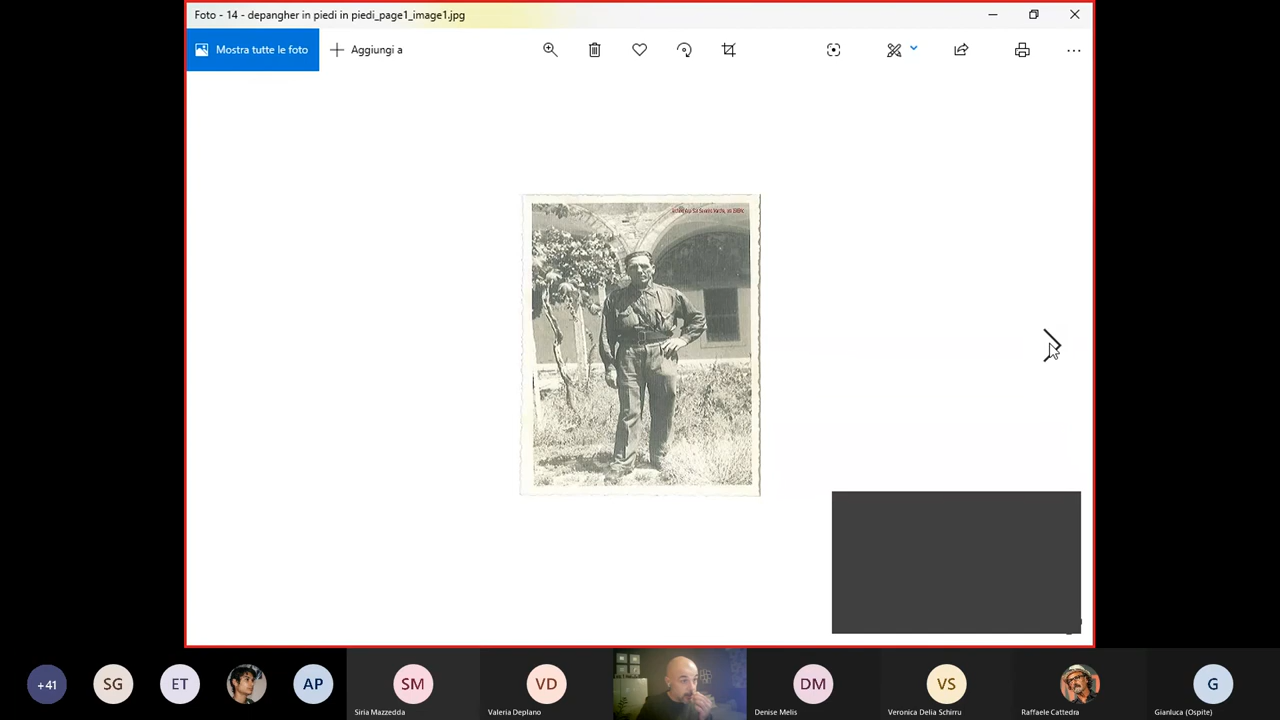 Foto - 14 - depangher in piedi in piedi_page1_image1.jpg
Mostra tutte le foto
Aggiungi a
+41
SG
ET
AP
SM
VD
DM
VS
G
Siria Mazzedda
Valeria Deplano
Denise Melis
Veronica Delia Schirru
Raffaele Cattedra
Gianluca (Ospite)